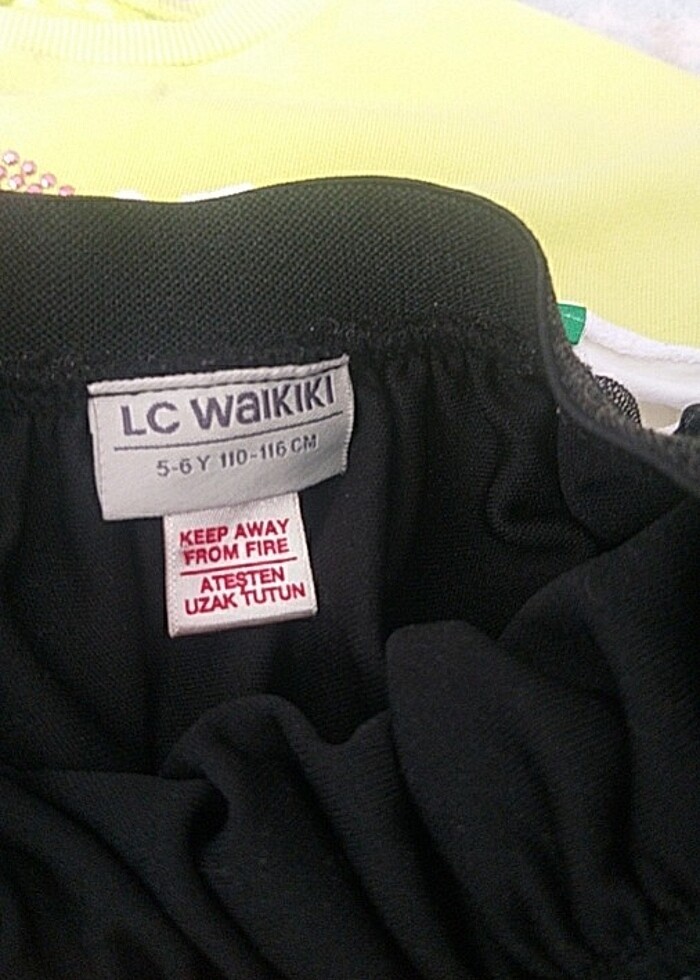 LC WaiKiKi
5-6 Y 110-116 CM
KEEP AWAY
FROM FIRE
ATEŞTEN
UZAK TUTUN